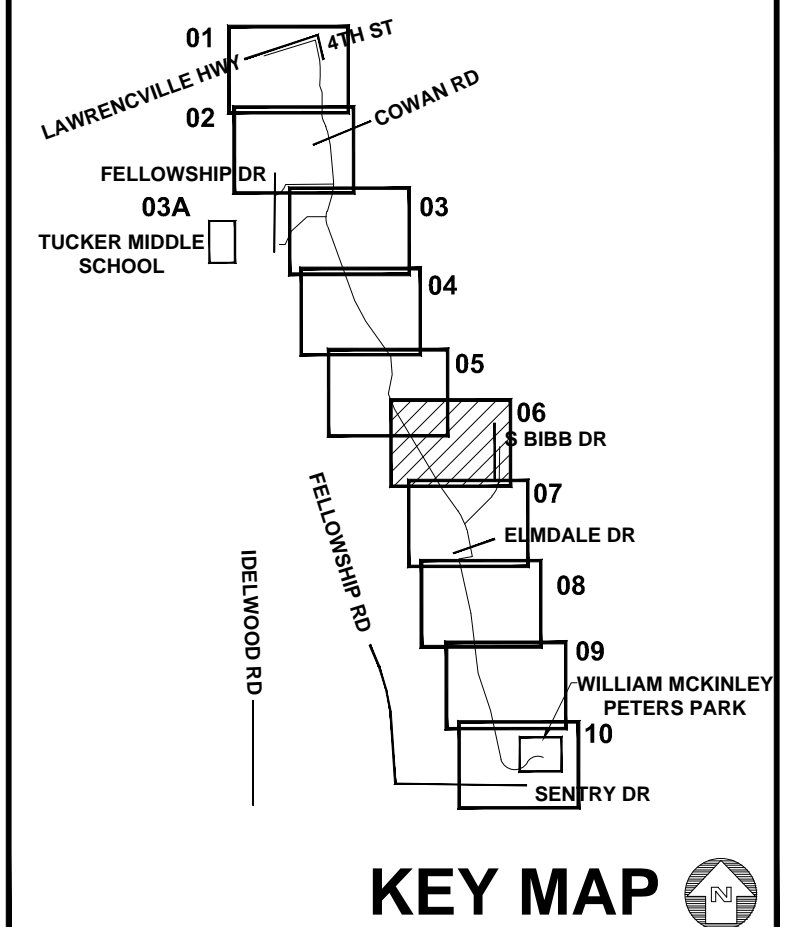 01
4TH ST
LAWRENCVILLE HWY
02
COWAN RD
FELLOWSHIP DR
03A
03
TUCKER MIDDLE
SCHOOL
04
05
06
S BIBB DR
07
FELLOWSHIP RD
ELMDALE DR
IDELWOOD RD
08
09
WILLIAM MCKINLEY
PETERS PARK
10
SENTRY DR
KEY MAP
N